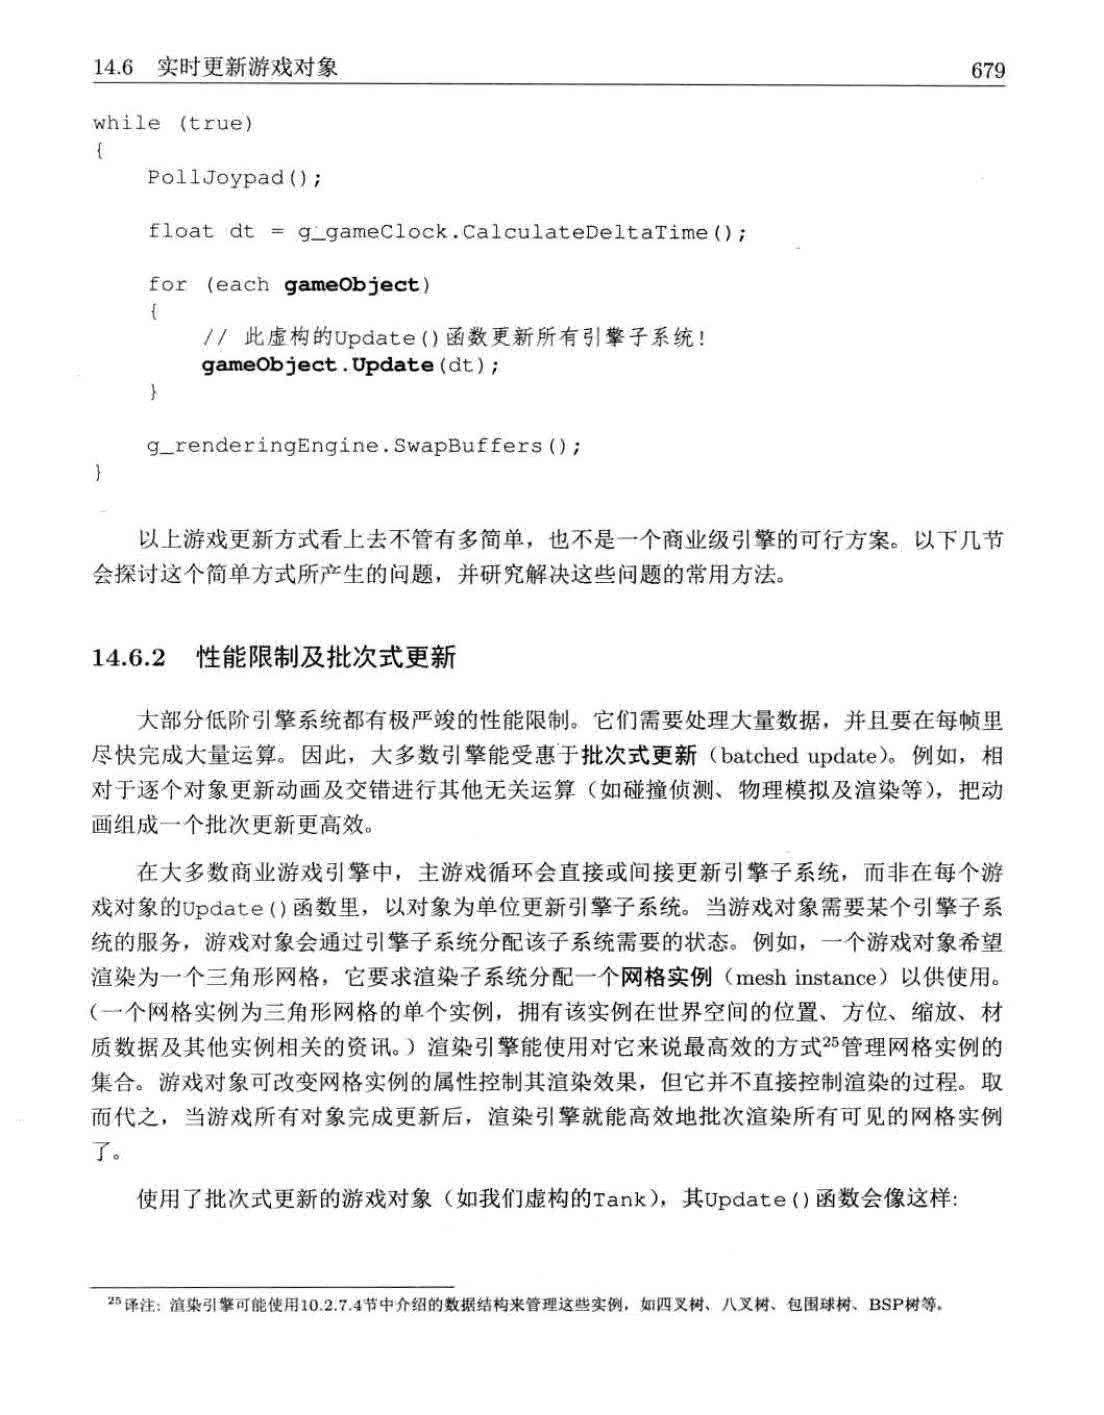 14.6 实时更新游戏对象 679
while (true)
{
PollJoypad();
float dt = g_gameClock.CalculateDeltaTime();
for (each gameObject)
{
// 此虚构的Update()函数更新所有引擎子系统!
gameObject.Update(dt);
}
g_renderingEngine.SwapBuffers();
}
以上游戏更新方式看上去不管有多简单，也不是一个商业级引擎的可行方案。以下几节
会探讨这个简单方式所产生的问题，并研究解决这些问题的常用方法。
14.6.2 性能限制及批次式更新
大部分低阶引擎系统都有极严竣的性能限制。它们需要处理大量数据，并且要在每帧里
尽快完成大量运算。因此，大多数引擎能受惠于批次式更新（batched update）。例如，相
对于逐个对象更新动画及交错进行其他无关运算（如碰撞侦测、物理模拟及渲染等），把动
画组成一个批次更新更高效。
在大多数商业游戏引擎中，主游戏循环会直接或间接更新引擎子系统，而非在每个游
戏对象的Update()函数里，以对象为单位更新引擎子系统。当游戏对象需要某个引擎子系
统的服务，游戏对象会通过引擎子系统分配该子系统需要的状态。例如，一个游戏对象希望
渲染为一个三角形网格，它要求渲染子系统分配一个网格实例（mesh instance）以供使用。
(一个网格实例为三角形网格的单个实例，拥有该实例在世界空间的位置、方位、缩放、材
质数据及其他实例相关的资讯。）渲染引擎能使用对它来说最高效的方式25管理网格实例的
集合。游戏对象可改变网格实例的属性控制其渲染效果，但它并不直接控制渲染的过程。取
而代之，当游戏所有对象完成更新后，渲染引擎就能高效地批次渲染所有可见的网格实例
了。
使用了批次式更新的游戏对象（如我们虚构的Tank），其Update()函数会像这样:
25译注: 渲染引擎可能使用10.2.7.4节中介绍的数据结构来管理这些实例，如四叉树、八叉树、包围球树、BSP树等。